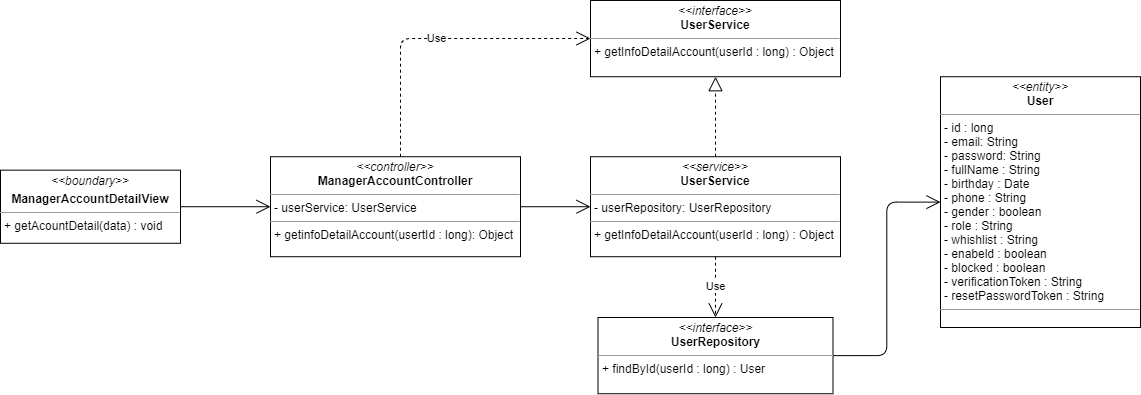 <<interface>>
UserService
+ getInfoDetailAccount(userId : long) : Object
Use
<<entity>>
User
- id : long
- email: String
- password: String
- fullName : String
- birthday : Date
- phone : String
- gender : boolean
- role : String
- whishlist : String
- enabeld : boolean
- blocked : boolean
- verificationToken : String
- resetPasswordToken : String
<<boundary>>
ManagerAccountDetailView
+ getAcountDetail(data) : void
<<controller>>
ManagerAccountController
- userService: UserService
+ getinfoDetailAccount(usertId : long): Object
<<service>>
UserService
- userRepository: UserRepository
+ getInfoDetailAccount(userId : long) : Object
Use
<<interface>>
UserRepository
+ findById(userId : long) : User